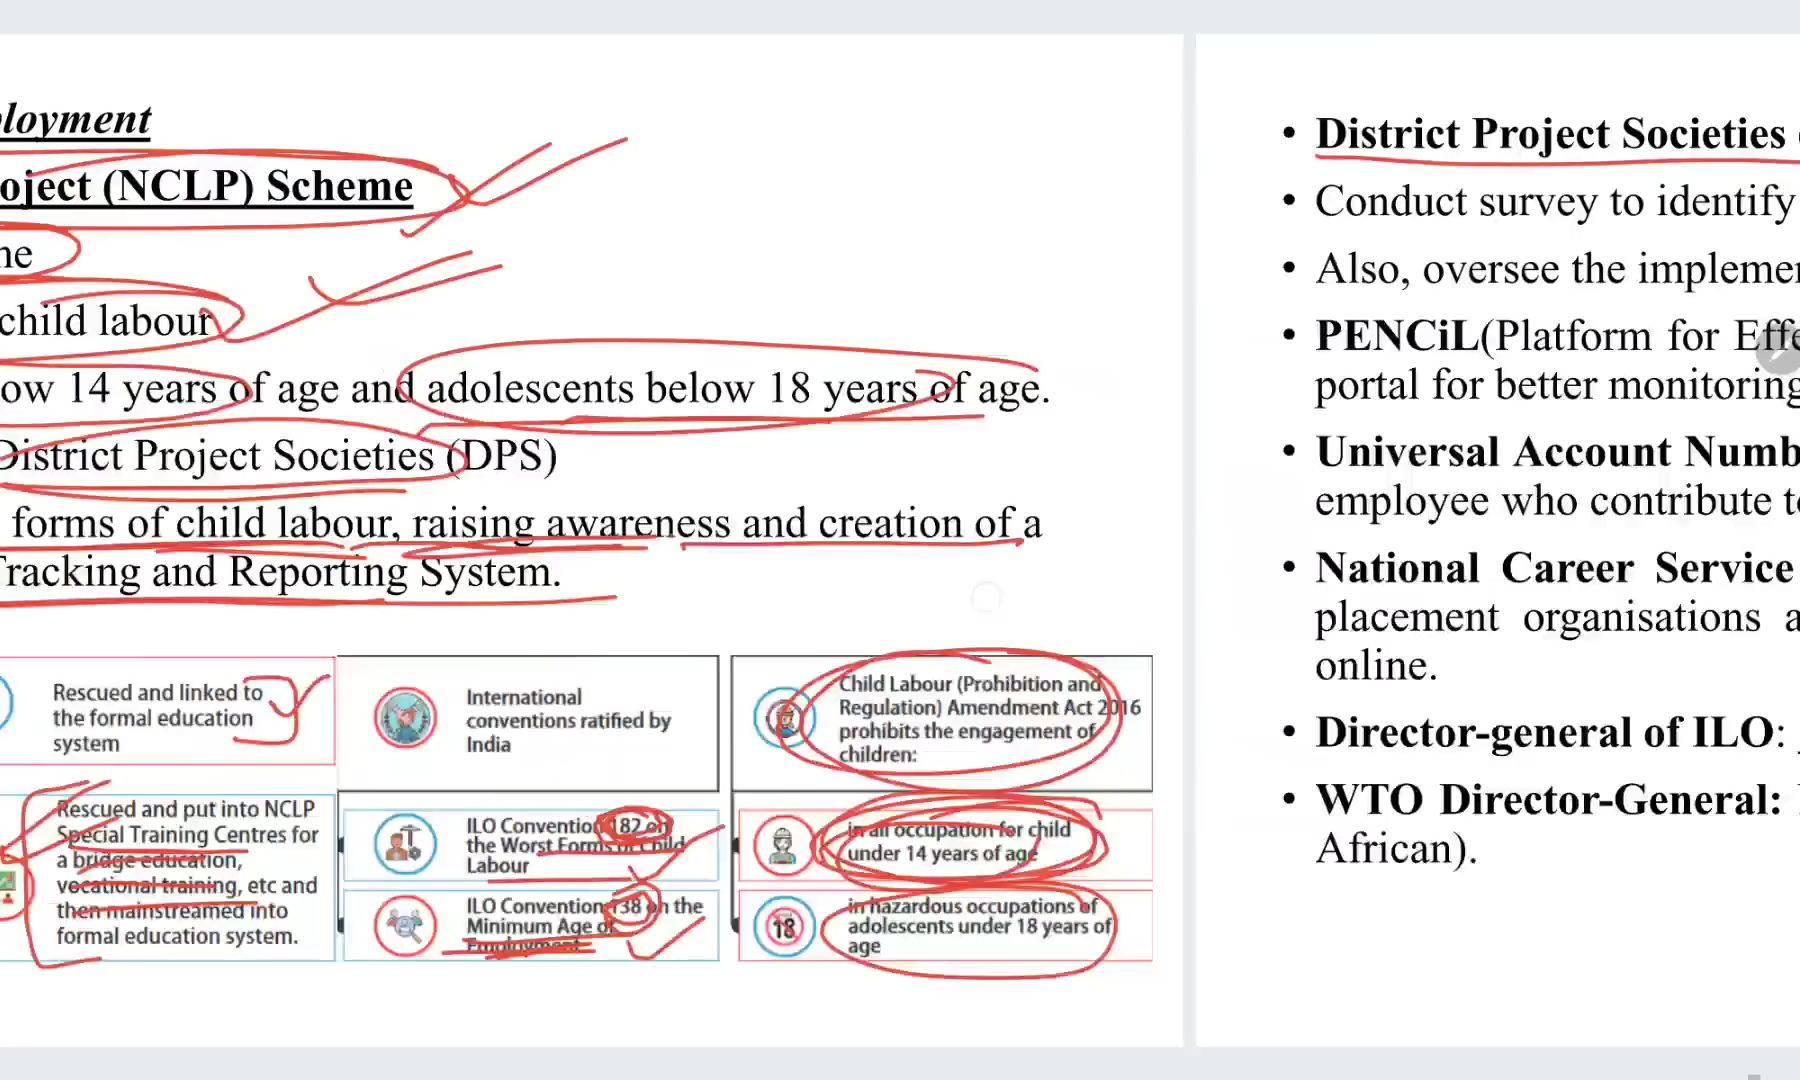 ployment
oject (NCLP) Scheme
ne
child labour
ow 14 years of age and adolescents below 18 years of age.
District Project Societies (DPS)
forms of child labour, raising awareness and creation of a
Tracking and Reporting System.
Rescued and linked to
the formal education
system
Rescued and put into NCLP
Special Training Centres for
a bridge education,
vocational training, etc and
then mainstreamed into
formal education system.
International
conventions ratified by
India
ILO Convention 182 on
the Worst Forms of Child
Labour
ILO Convention 138 on the
Minimum Age of
Employment
Child Labour (Prohibition and
Regulation) Amendment Act 2016
prohibits the engagement of
children:
in all occupation for child
under 14 years of age
18
in hazardous occupations of
adolescents under 18 years of
age
• District Project Societies
• Conduct survey to identify
• Also, oversee the implemen
• PENCiL(Platform for Effe
portal for better monitoring
• Universal Account Numb
employee who contribute to
• National Career Service
placement organisations a
online.
• Director-general of ILO:
• WTO Director-General:
African).